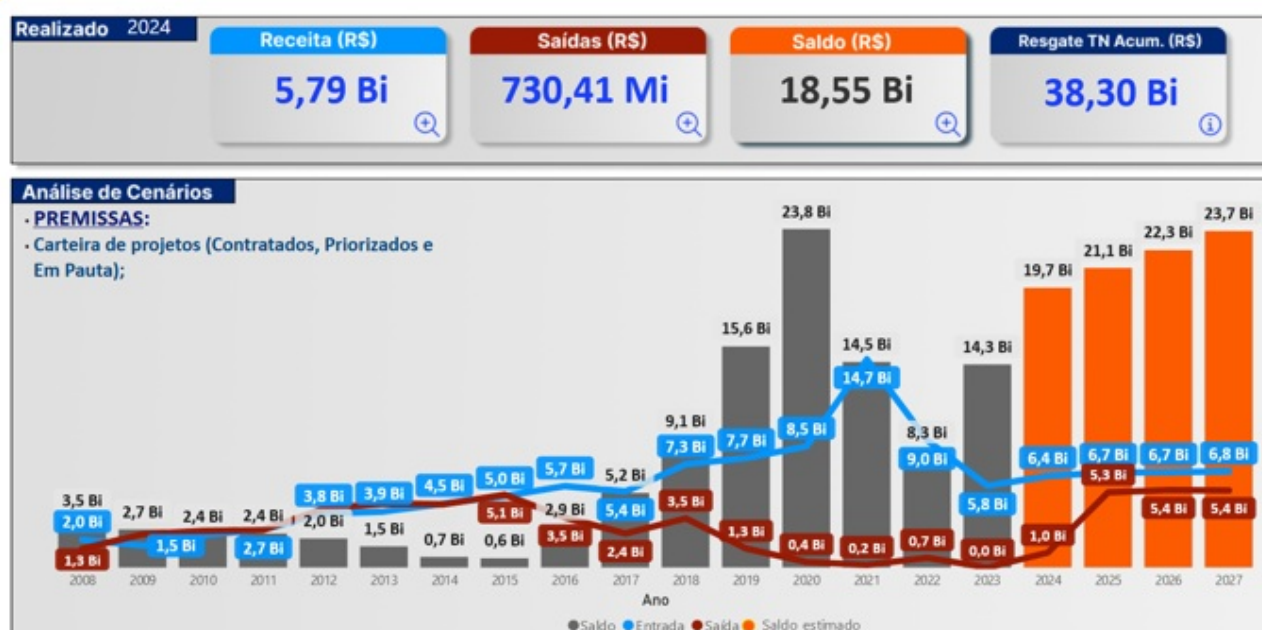 Realizado 2024
Receita (R$)
5,79 Bi
Saídas (R$)
730,41 Mi
Saldo (R$)
18,55 Bi
Resgate TN Acum. (R$)
38,30 Bi
Análise de Cenários
· PREMISSAS:
· Carteira de projetos (Contratados, Priorizados e
Em Pauta);
23,8 Bi
23,7 Bi
22,3 Bi
21,1 Bi
19,7 Bi
15,6 Bi
14,5 Bi
14,3 Bi
14,7 Bi
9,1 Bi
8,3 Bi
7,3 Bi
7,7 Bi
8,5 Bi
9,0 Bi
6,4 Bi
6,7 Bi
6,7 Bi
6,8 Bi
3,5 Bi
2,0 Bi
1,3 Bi
2,7 Bi
1,5 Bi
2,4 Bi
2,4 Bi
2,7 Bi
3,8 Bi
2,0 Bi
3,9 Bi
1,5 Bi
4,5 Bi
0,7 Bi
5,0 Bi
5,1 Bi
0,6 Bi
5,7 Bi
2,9 Bi
3,5 Bi
5,2 Bi
5,4 Bi
2,4 Bi
3,5 Bi
1,3 Bi
0,4 Bi
0,2 Bi
0,7 Bi
5,8 Bi
0,0 Bi
1,0 Bi
5,3 Bi
5,4 Bi
5,4 Bi
2008 2009 2010 2011 2012 2013 2014 2015 2016 2017 2018 2019 2020 2021 2022 2023 2024 2025 2026 2027
Ano
Saldo Entrada Saída Saldo estimado